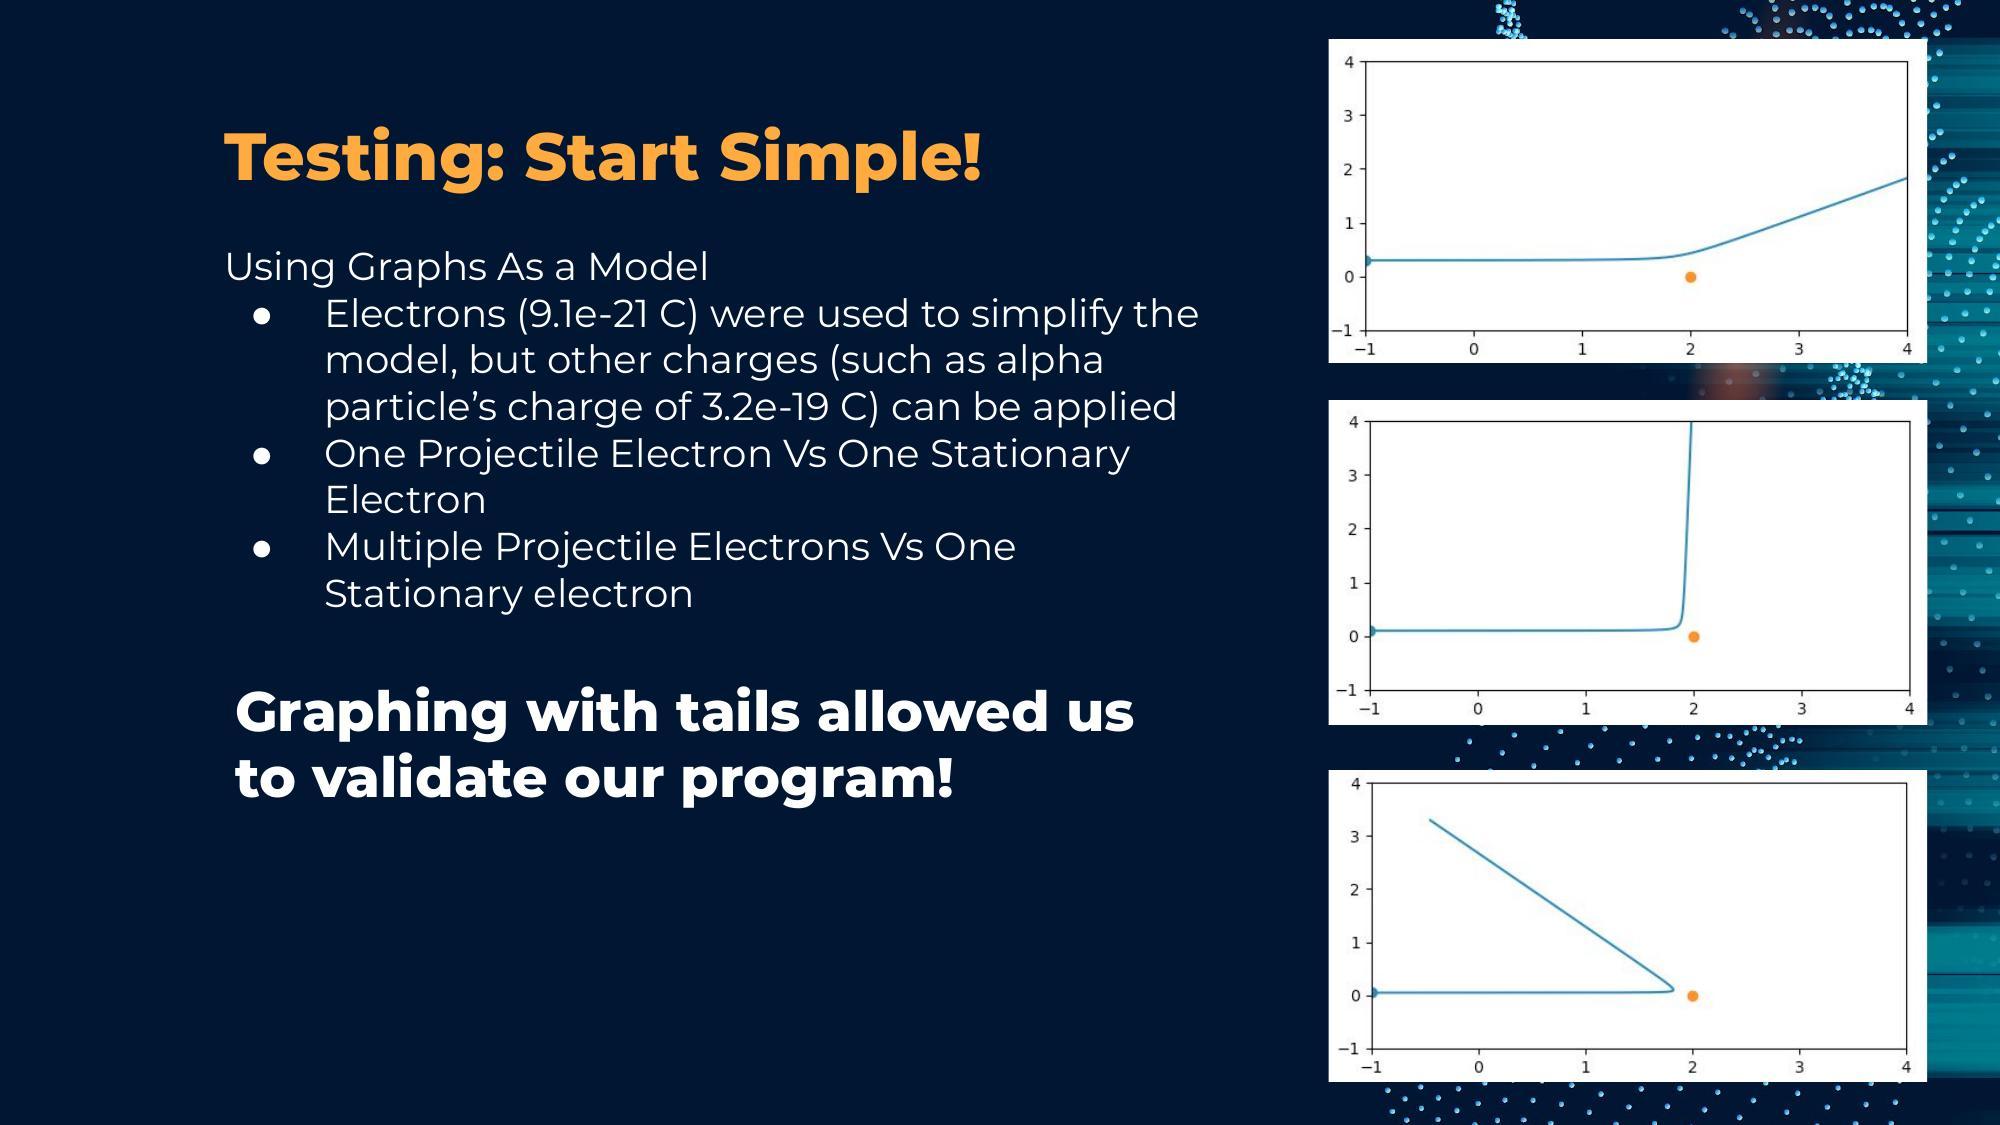 Testing: Start Simple!
Using Graphs As a Model
● Electrons (9.1e-21 C) were used to simplify the
model, but other charges (such as alpha
particle’s charge of 3.2e-19 C) can be applied
● One Projectile Electron Vs One Stationary
Electron
● Multiple Projectile Electrons Vs One
Stationary electron
Graphing with tails allowed us
to validate our program!
4
3
2
1
0
−1
−1 0 1 2 3 4
4
3
2
1
0
−1
−1 0 1 2 3 4
4
3
2
1
0
−1
−1 0 1 2 3 4